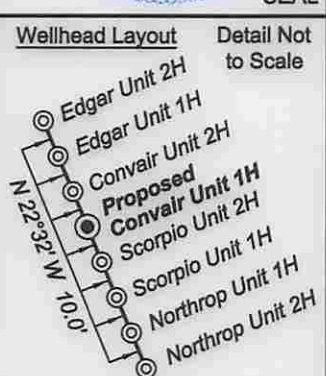 SEAL
Wellhead Layout
Detail Not
to Scale
Edgar Unit 2H
Edgar Unit 1H
Convair Unit 2H
Proposed
Convair Unit 1H
Scorpio Unit 2H
Scorpio Unit 1H
Northrop Unit 1H
Northrop Unit 2H
N 22°32' W 10.0'